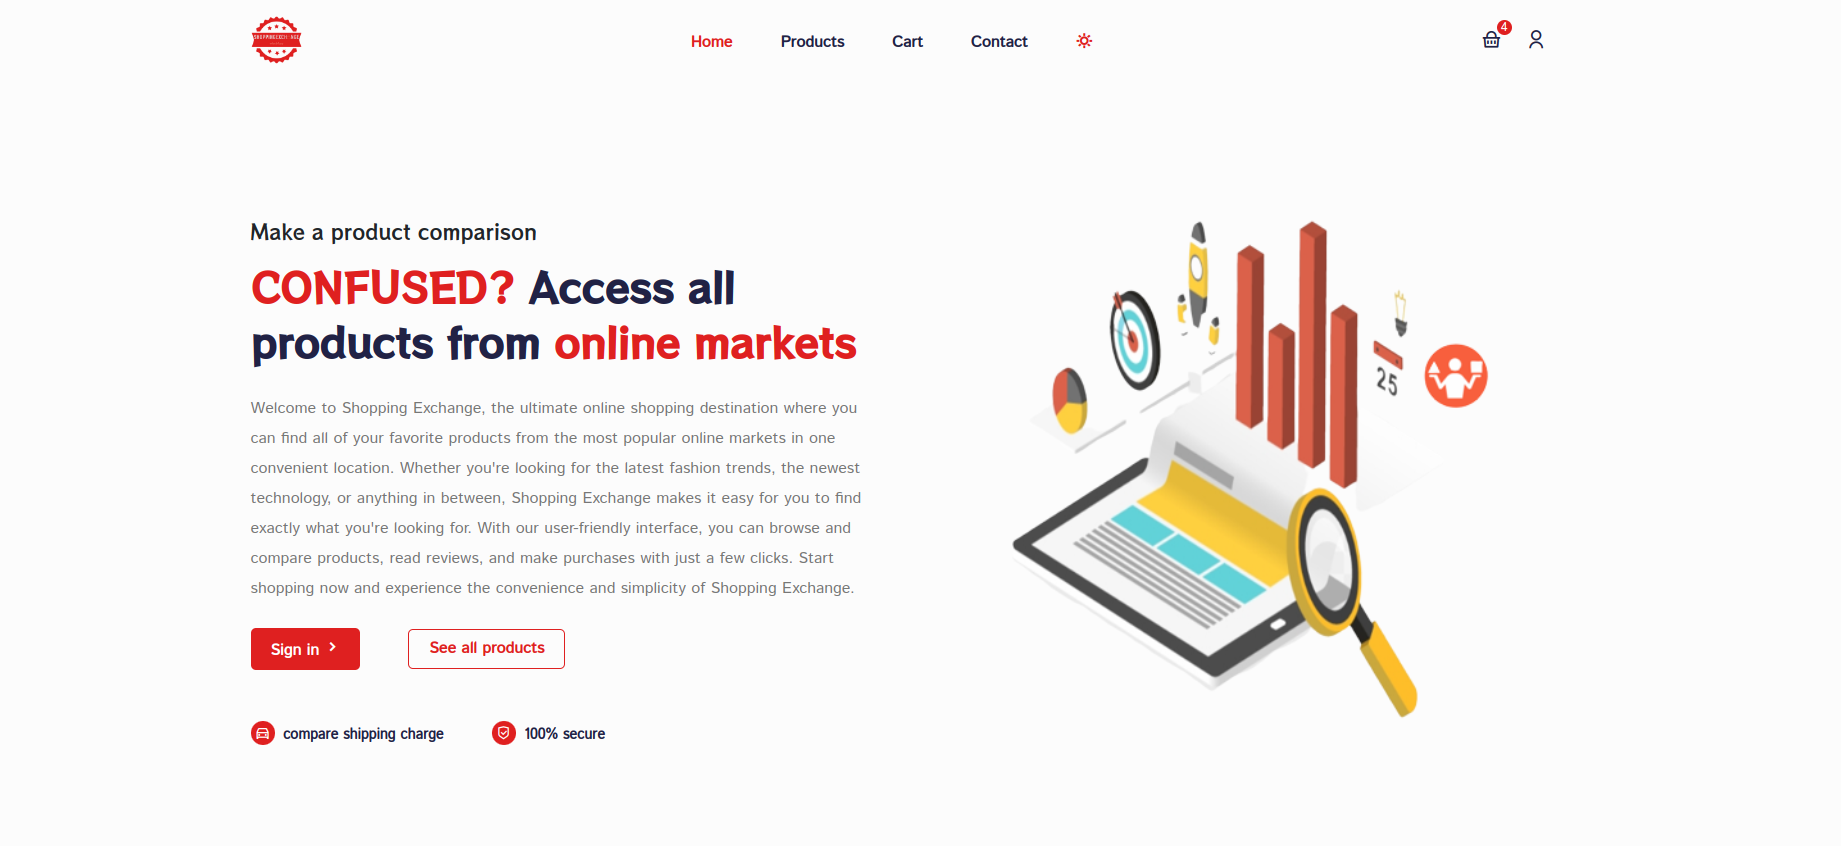 Home Products Cart Contact
4
Make a product comparison
CONFUSED? Access all
products from online markets
Welcome to Shopping Exchange, the ultimate online shopping destination where you
can find all of your favorite products from the most popular online markets in one
convenient location. Whether you're looking for the latest fashion trends, the newest
technology, or anything in between, Shopping Exchange makes it easy for you to find
exactly what you're looking for. With our user-friendly interface, you can browse and
compare products, read reviews, and make purchases with just a few clicks. Start
shopping now and experience the convenience and simplicity of Shopping Exchange.
Sign in
See all products
compare shipping charge
100% secure
25